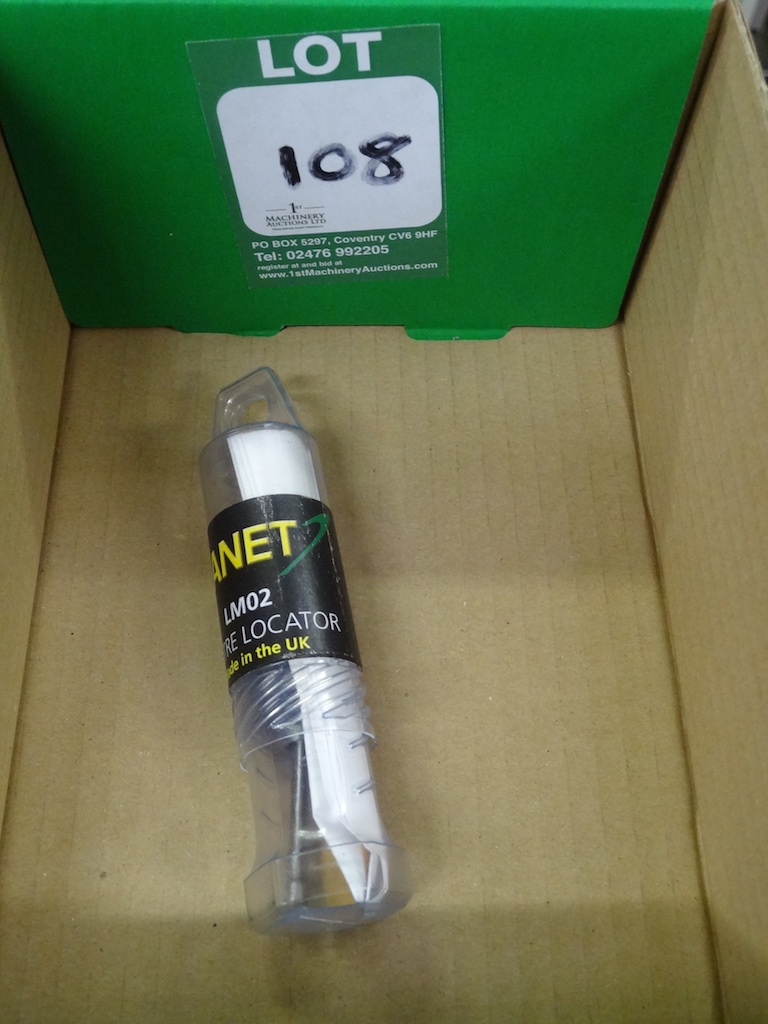 LOT
108
1ST
MACHINERY
AUCTIONS LTD
PO BOX 5297, Coventry CV6 9HF
Tel: 02476 992205
register at and bid at
www.1stMachineryAuctions.com
ANET
LM02
RE LOCATOR
de in the UK